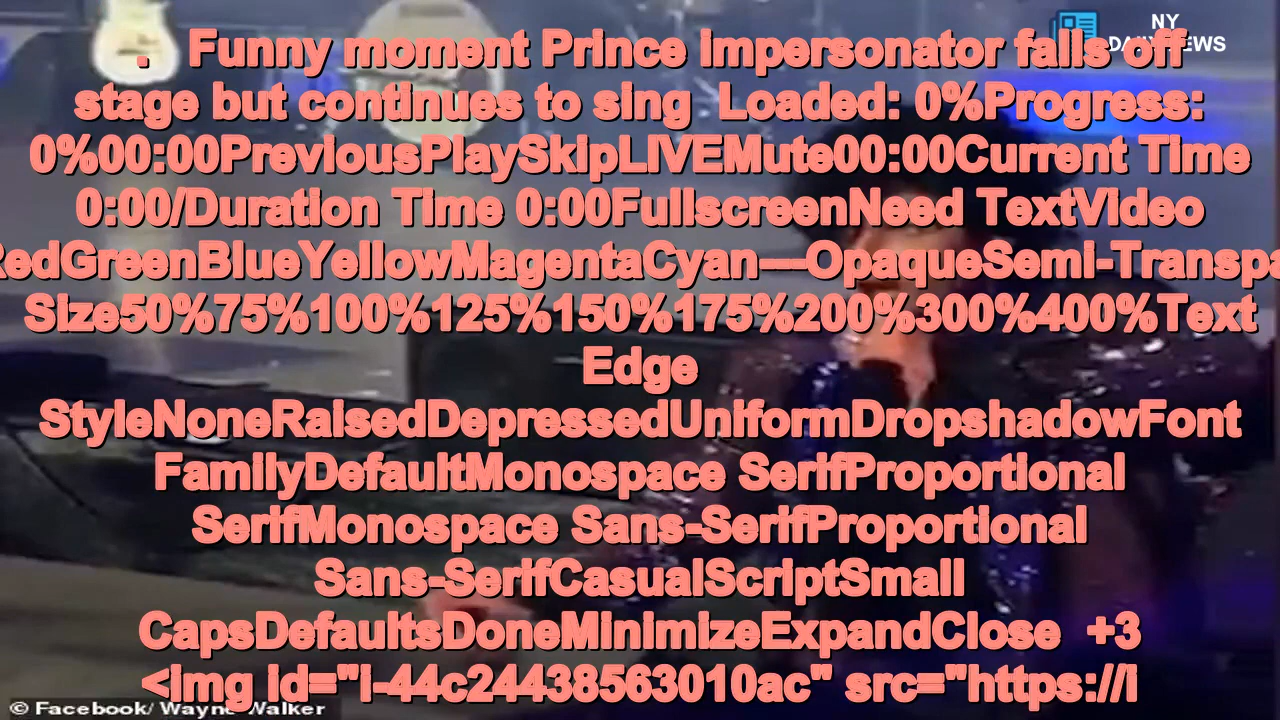 NY
DAILY NEWS
. Funny moment Prince impersonator falls off
stage but continues to sing Loaded: 0%Progress:
0%00:00PreviousPlaySkipLIVEMute00:00Current Time
0:00/Duration Time 0:00FullscreenNeed TextVideo
RedGreenBlueYellowMagentaCyan---OpaqueSemi-Transpa
Size50%75%100%125%150%175%200%300%400%Text
Edge
StyleNoneRaisedDepressedUniformDropshadowFont
FamilyDefaultMonospace SerifProportional
SerifMonospace Sans-SerifProportional
Sans-SerifCasualScriptSmall
CapsDefaultsDoneMinimizeExpandClose +3
<img id="i-44c24438563010ac" src="https://i
© Facebook/ Wayne Walker